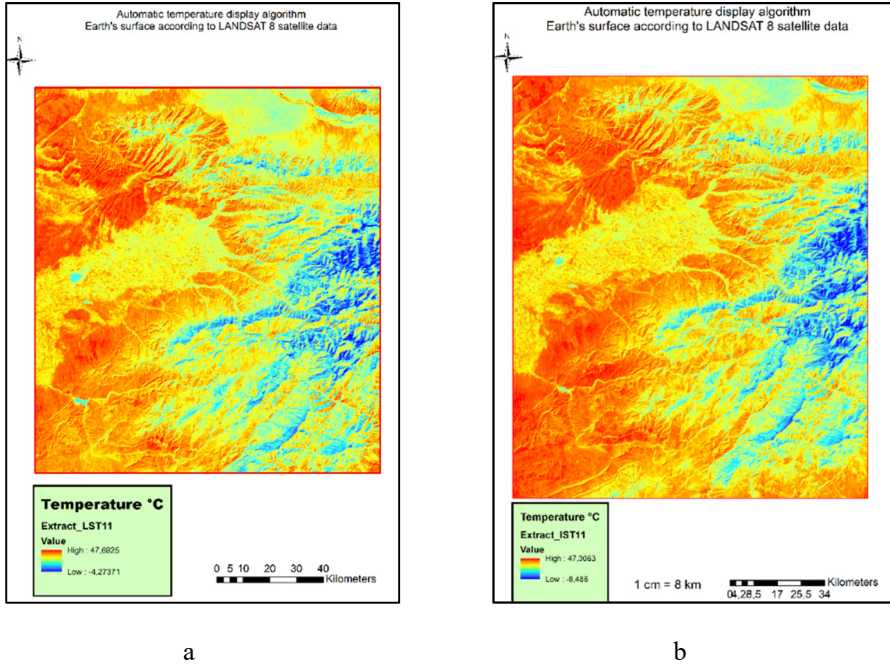 Automatic temperature display algorithm
Earth's surface according to LANDSAT 8 satellite data
N
Temperature °C
Extract_LST11
Value
High : 47,6925
Low : -4,27371
0 5 10 20 30 40
Kilometers
a
Automatic temperature display algorithm
Earth's surface according to LANDSAT 8 satellite data
N
Temperature °C
Extract_lST11
Value
High : 47,3063
Low : -8,486
1 cm = 8 km
Kilometers
04,28,5 17 25,5 34
b